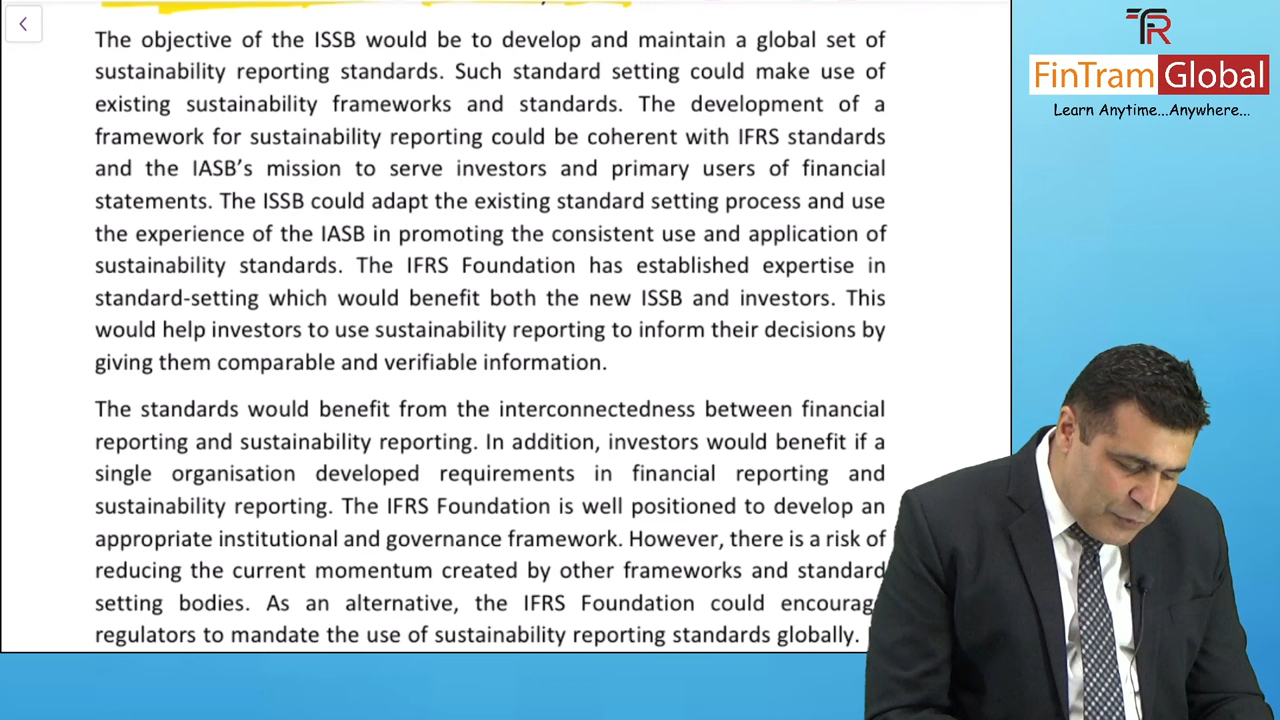 The objective of the ISSB would be to develop and maintain a global set of
sustainability reporting standards. Such standard setting could make use of
existing sustainability frameworks and standards. The development of a
framework for sustainability reporting could be coherent with IFRS standards
and the IASB’s mission to serve investors and primary users of financial
statements. The ISSB could adapt the existing standard setting process and use
the experience of the IASB in promoting the consistent use and application of
sustainability standards. The IFRS Foundation has established expertise in
standard-setting which would benefit both the new ISSB and investors. This
would help investors to use sustainability reporting to inform their decisions by
giving them comparable and verifiable information.
The standards would benefit from the interconnectedness between financial
reporting and sustainability reporting. In addition, investors would benefit if a
single organisation developed requirements in financial reporting and
sustainability reporting. The IFRS Foundation is well positioned to develop an
appropriate institutional and governance framework. However, there is a risk of
reducing the current momentum created by other frameworks and standard
setting bodies. As an alternative, the IFRS Foundation could encourag
regulators to mandate the use of sustainability reporting standards globally.
FinTram Global
Learn Anytime...Anywhere...